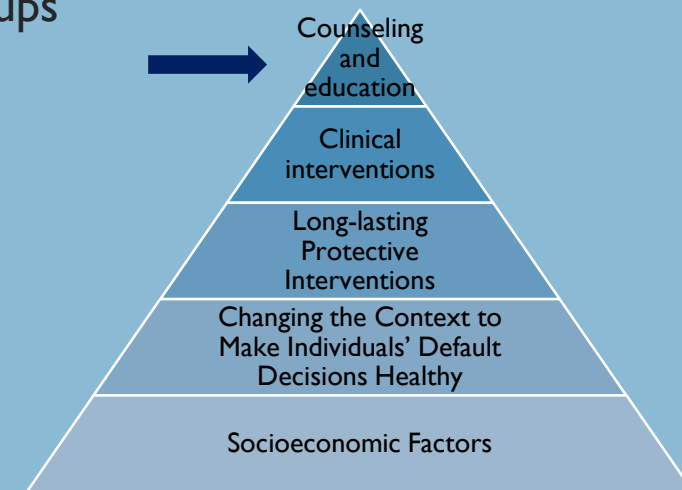 Counseling
and
education
Clinical
interventions
Long-lasting
Protective
Interventions
Changing the Context to
Make Individuals’ Default
Decisions Healthy
Socioeconomic Factors